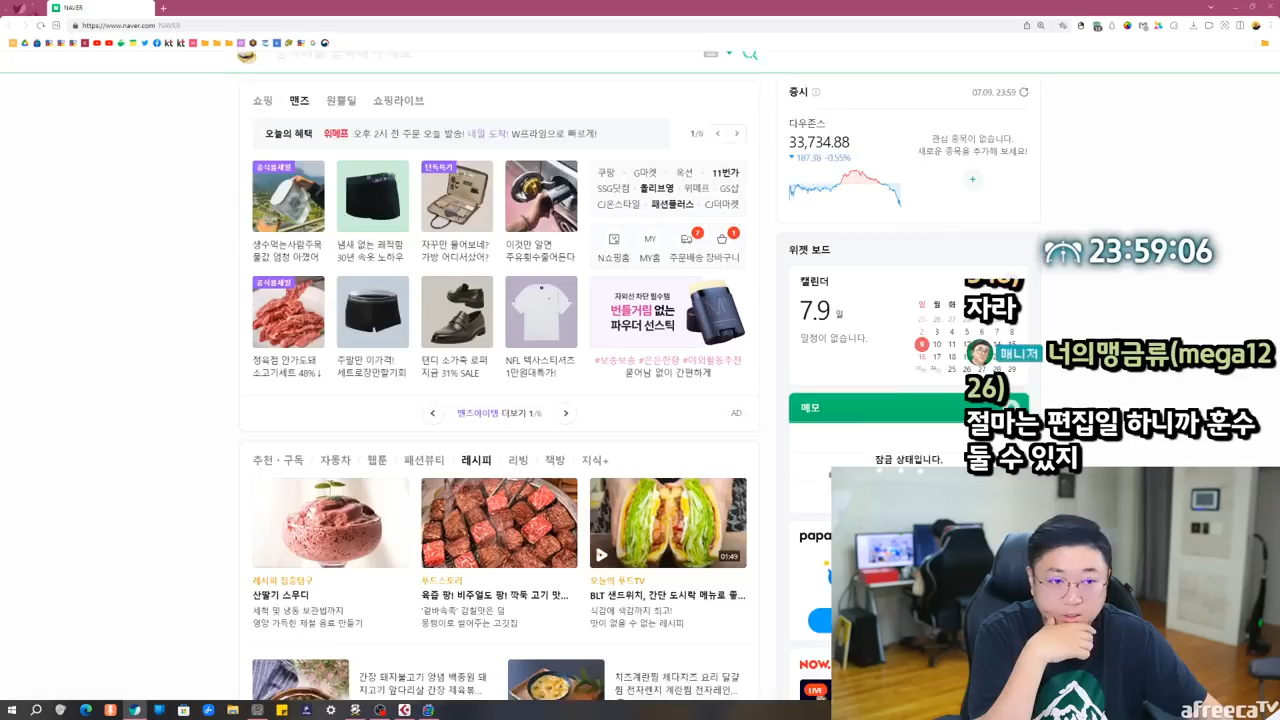 NAVER
https://www.naver.com NAVER
쇼핑 맨즈 원쁠딜 쇼핑라이브
오늘의 혜택 위메프 오후 2시 전 주문 오늘 발송! 내일 도착! W프라임으로 빠르게! 1/6
공식몰세일
단독특가
생수먹는사람주목
물값 엄청 아꼈어
냄새 없는 쾌적함
30년 속옷 노하우
자꾸만 물어보네?
가방 어디서샀어?
이것만 알면
주유횟수줄어든다
쿠팡 G마켓 옥션 11번가
SSG닷컴 올리브영 위메프 GS샵
CJ온스타일 패션플러스 CJ더마켓
7
MY
1
N쇼핑홈 MY홈 주문배송 장바구니
공식몰세일
정육점 안가도돼
소고기세트 48%↓
주말만 이가격!
세트로장만할기회
탠디 소가죽 로퍼
지금 31% SALE
NFL 텍사스티셔츠
1만원대특가!
자외선 차단 필수템
번들거림 없는
파우더 선스틱
#보송보송 #은은한향 #야외활동추천
묻어남 없이 간편하게
맨즈아이템 더보기 1/6
AD
추천·구독 자동차 웹툰 패션뷰티 레시피 리빙 책방 지식+
01:49
레시피 집중탐구
산딸기 스무디
세척 및 냉동 보관법까지
영양 가득한 제철 음료 만들기
푸드스토리
육즙 팡! 비주얼도 팡! 깍둑 고기 맛...
'겉바속촉' 감칠맛은 덤
뭉텅이로 썰어주는 고깃집
오늘의 푸드TV
BLT 샌드위치, 간단 도시락 메뉴로 좋...
식감에 색감까지 최고!
맛이 없을 수 없는 레시피
간장 돼지불고기 양념 백종원 돼
지고기 앞다리살 간장 제육볶...
치즈계란찜 체다치즈 요리 달걀
찜 전자렌지 계란찜 전자레인...
증시
07.09. 23:59
다우존스
33,734.88
187.38 -0.55%
관심 종목이 없습니다.
새로운 종목을 추가해 보세요!
위젯 보드
캘린더
7.9 일
일정이 없습니다.
일 월 화
25 26 27
2 3 4 5 6 7 8
9 10 11
16 17 18
메모
잠금 상태입니다.
papa
NOW.
LIVE
23:59:06
자라
매니저 너의맹금류(mega12
26)
절마는 편집일 하니까 훈수
둘 수 있지
afreecaTV